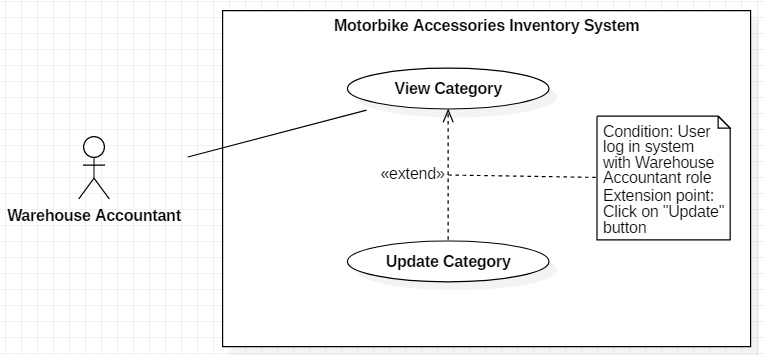 Motorbike Accessories Inventory System
View Category
Condition: User
log in system
with Warehouse
Accountant role
Extension point:
Click on "Update"
button
«extend»
Warehouse Accountant
Update Category